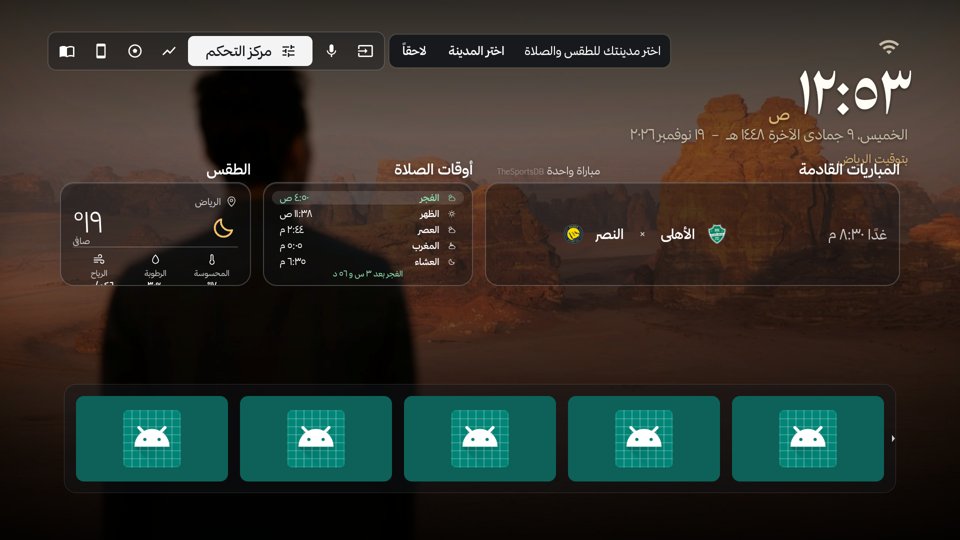 اختر مدينتك للطقس والصلاة
اختر المدينة
لاحقاً
مركز التحكم
١٢:٥٣ ص
الخميس، ٩ جمادى الآخرة ١٤٤٨ هـ – ١٩ نوفمبر ٢٠٢٦
بتوقيت الرياض
المباريات القادمة
مباراة واحدة TheSportsDB
غدًا ٨:٣٠ م
الأهلي × النصر
أوقات الصلاة
الفجر ٤:٥٠ ص
الظهر ١١:٣٨ ص
العصر ٢:٤٤ م
المغرب ٥:٠٥ م
العشاء ٦:٣٥ م
الفجر بعد ٣ س و ٥٦ د
الطقس
الرياض
١٩°
صافي
المحسوسة
الرطوبة
الرياح